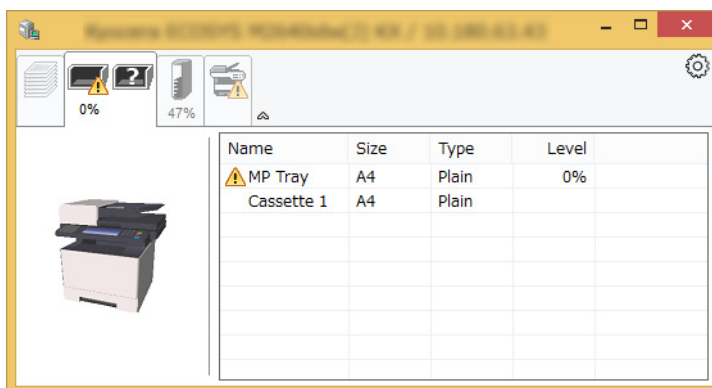 0%
47%
Name Size Type Level
MP Tray A4 Plain 0%
Cassette 1 A4 Plain